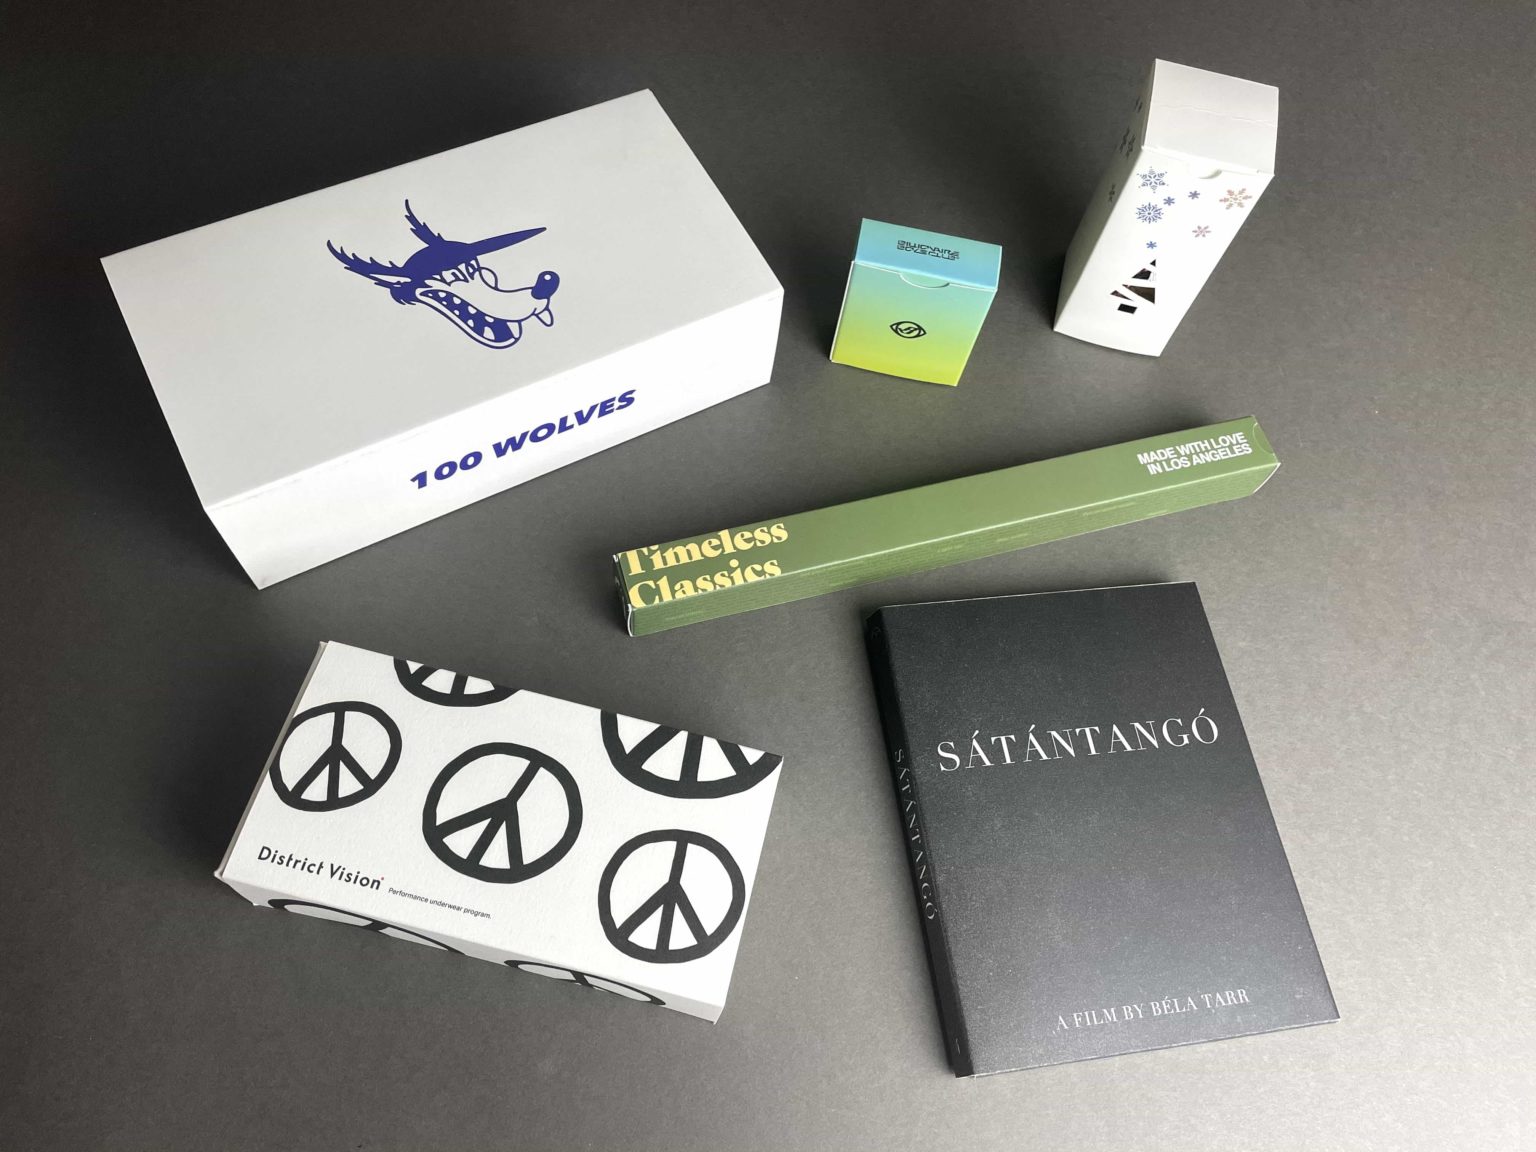 100 WOLVES
MADE WITH LOVE
IN LOS ANGELES
Timeless
Classics
SÁTÁNTANGÓ
SÁTÁNTANGÓ
A FILM BY BÉLA TARR
District Vision
Performance underwear program.